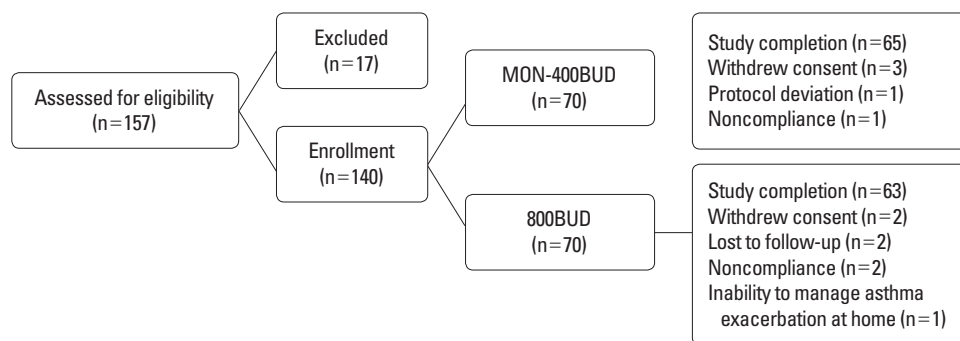 Assessed for eligibility
(n=157)
Excluded
(n=17)
Enrollment
(n=140)
MON-400BUD
(n=70)
800BUD
(n=70)
Study completion (n=65)
Withdrew consent (n=3)
Protocol deviation (n=1)
Noncompliance (n=1)
Study completion (n=63)
Withdrew consent (n=2)
Lost to follow-up (n=2)
Noncompliance (n=2)
Inability to manage asthma
exacerbation at home (n=1)